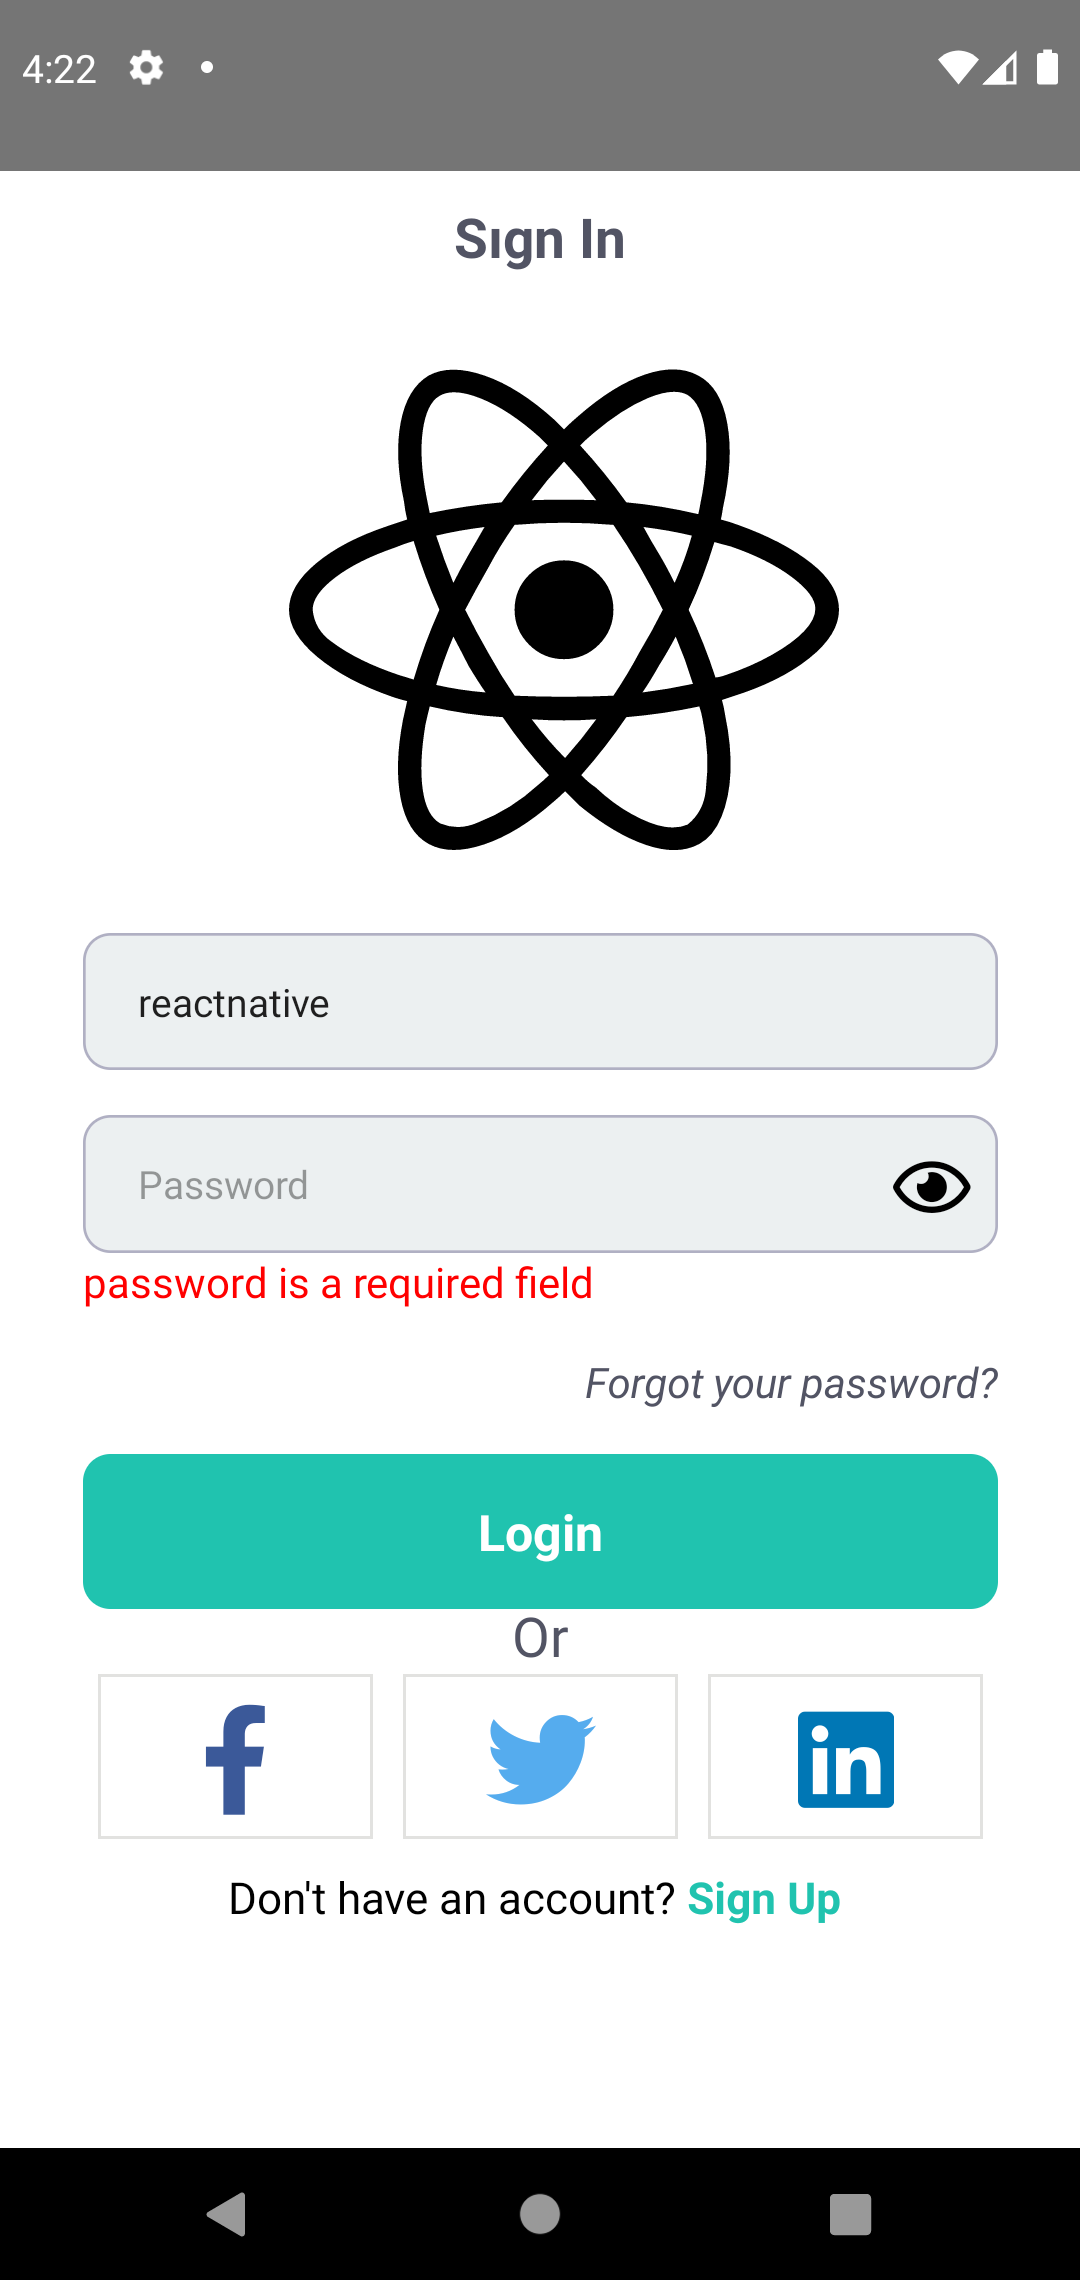 4:22
Sıgn In
reactnative
Password
password is a required field
Forgot your password?
Login
Or
f
in
Don't have an account? Sign Up